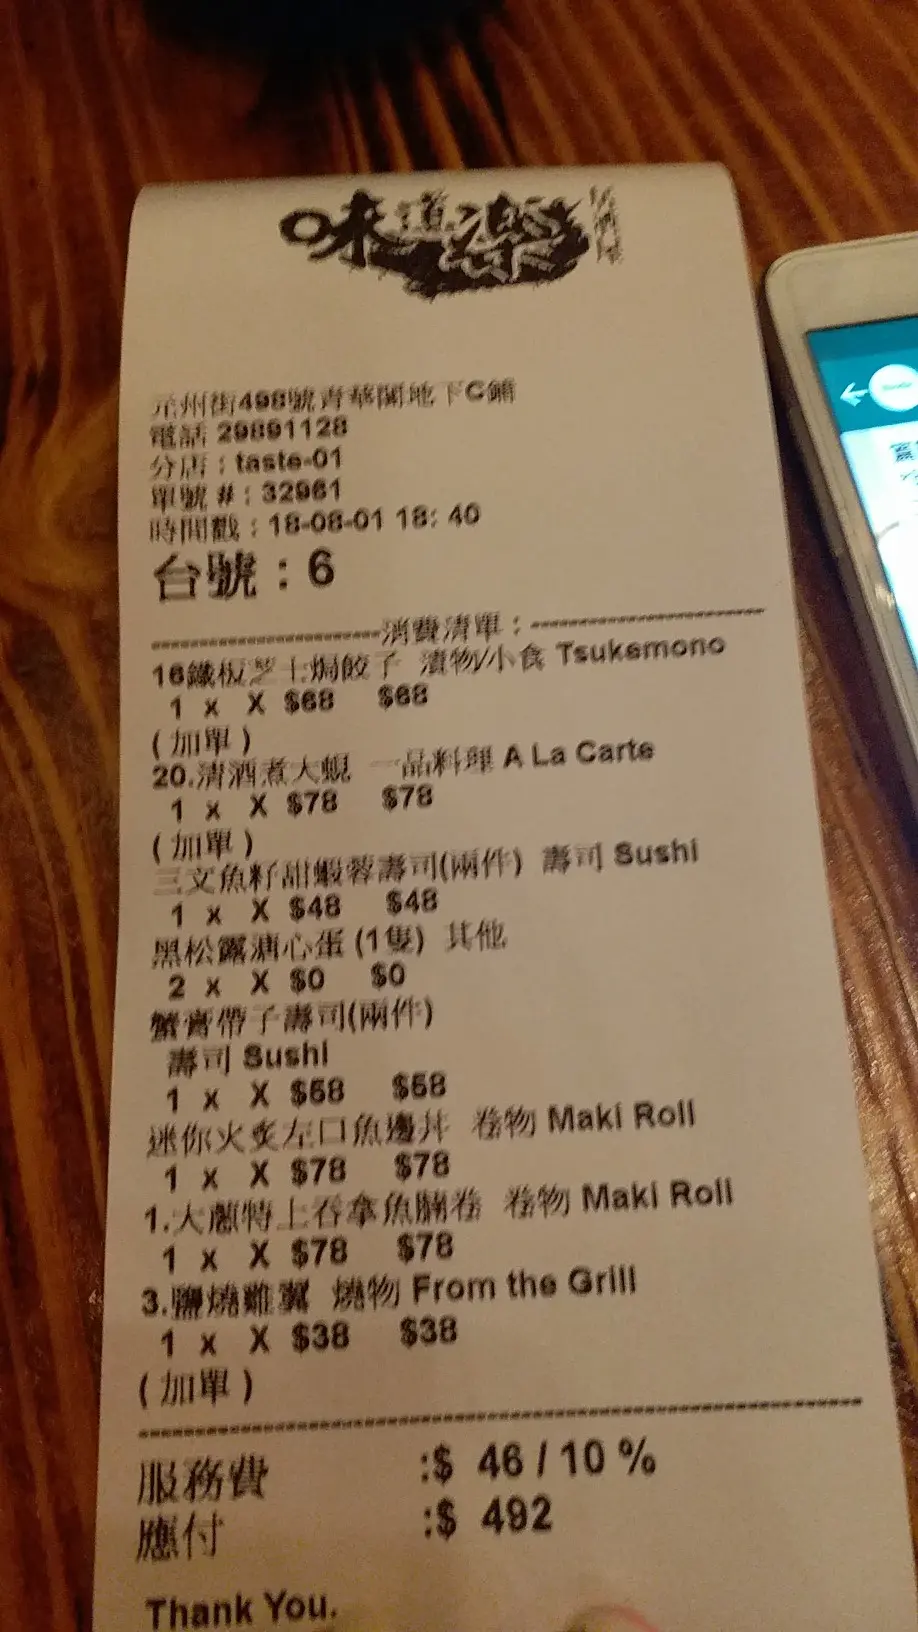 味道.樂
元州街498號青華閣地下C鋪
電話 29891128
分店：taste-01
單號 #：32961
時間戳：18-08-01 18:40
台號：6
------------------------消費清單：------------------------
16鐵板芝士焗餃子 漬物/小食 Tsukemono
1 x X $68 $68
(加單)
20.清酒煮大蜆 一品料理 A La Carte
1 x X $78 $78
(加單)
三文魚籽甜蝦蓉壽司(兩件) 壽司 Sushi
1 x X $48 $48
黑松露溏心蛋 (1隻) 其他
2 x X $0 $0
蟹膏帶子壽司(兩件)
壽司 Sushi
1 x X $58 $58
迷你火炙左口魚邊丼 卷物 Maki Roll
1 x X $78 $78
1.大蔥特上吞拿魚腩卷 卷物 Maki Roll
1 x X $78 $78
3.鹽燒雞翼 燒物 From the Grill
1 x X $38 $38
(加單)
服務費 :$ 46 / 10 %
應付 :$ 492
Thank You.